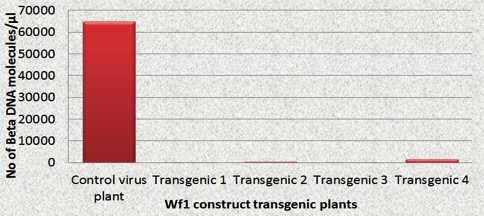 70000
60000
50000
40000
30000
20000
10000
0
No of Beta DNA molecules/µl
Control virus plant
Transgenic 1
Transgenic 2
Transgenic 3
Transgenic 4
Wf1 construct transgenic plants